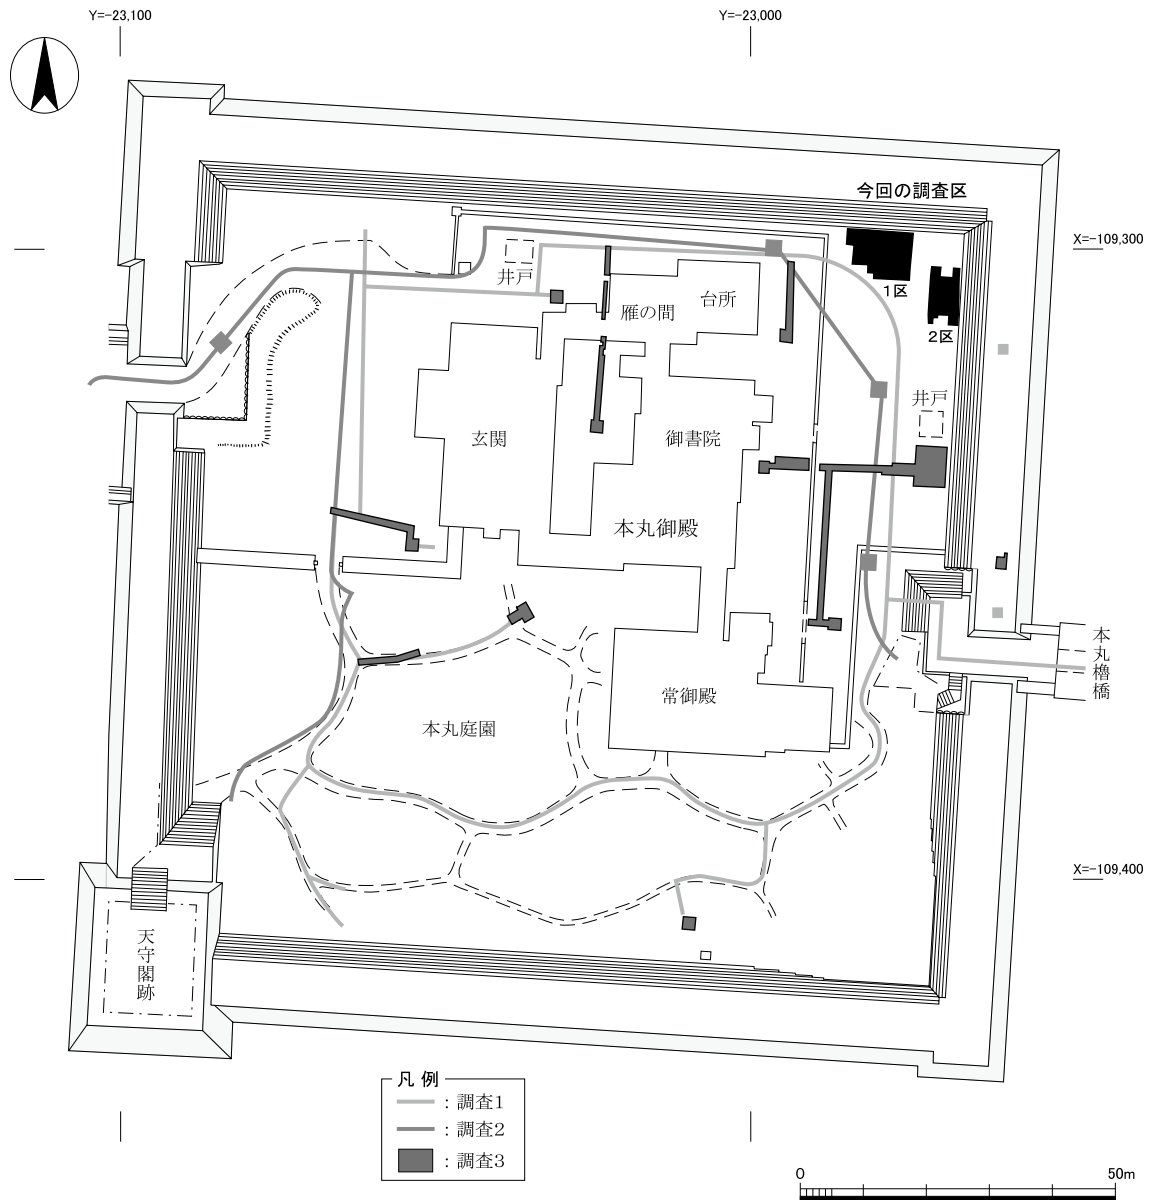 Y=-23,100
Y=-23,000
今回の調査区
X=-109,300
井戸
1区
台所
雁の間
2区
井戸
玄関
御書院
本丸御殿
本丸櫓橋
常御殿
本丸庭園
X=-109,400
天守閣跡
凡 例
：調査1
：調査2
：調査3
0
50m